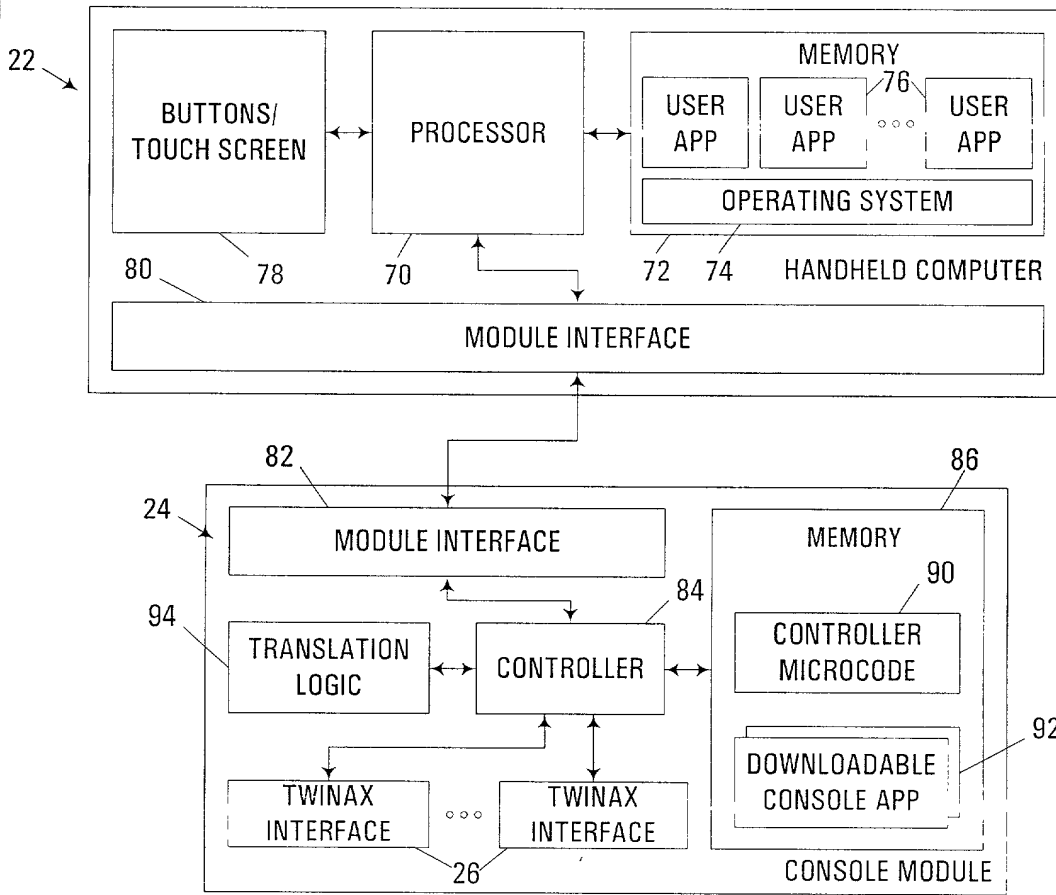 22
BUTTONS/
TOUCH SCREEN
78
PROCESSOR
70
MEMORY
76
USER
APP
USER
APP
USER
APP
OPERATING SYSTEM
72
74
HANDHELD COMPUTER
80
MODULE INTERFACE
82
24
MODULE INTERFACE
86
MEMORY
94
TRANSLATION
LOGIC
84
CONTROLLER
90
CONTROLLER
MICROCODE
92
DOWNLOADABLE
CONSOLE APP
TWINAX
INTERFACE
TWINAX
INTERFACE
26
CONSOLE MODULE